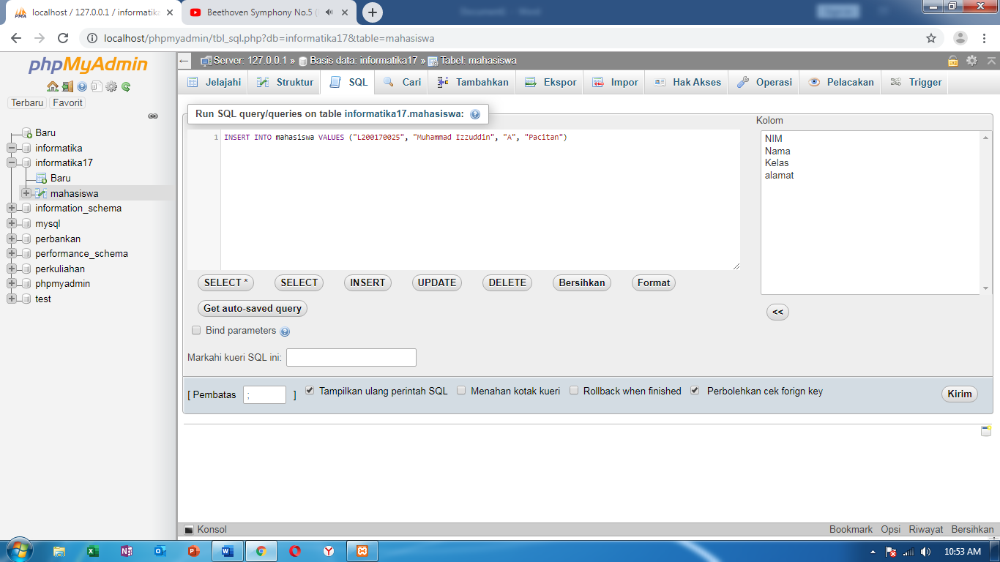 localhost / 127.0.0.1 / informatika
Beethoven Symphony No.5 (
localhost/phpmyadmin/tbl_sql.php?db=informatika17&table=mahasiswa
phpMyAdmin
Terbaru Favorit
Baru
informatika
informatika17
Baru
mahasiswa
information_schema
mysql
perbankan
performance_schema
perkuliahan
phpmyadmin
test
Server: 127.0.0.1 » Basis data: informatika17 » Tabel: mahasiswa
Jelajahi Struktur SQL Cari Tambahkan Ekspor Impor Hak Akses Operasi Pelacakan Trigger
Run SQL query/queries on table informatika17.mahasiswa:
1 INSERT INTO mahasiswa VALUES ("L200170025", "Muhammad Izzuddin", "A", "Pacitan")
Kolom
NIM
Nama
Kelas
alamat
SELECT * SELECT INSERT UPDATE DELETE Bersihkan Format
Get auto-saved query
<<
Bind parameters
Markahi kueri SQL ini:
[ Pembatas ; ] Tampilkan ulang perintah SQL Menahan kotak kueri Rollback when finished Perbolehkan cek forign key Kirim
Konsol Bookmark Opsi Riwayat Bersihkan
10:53 AM